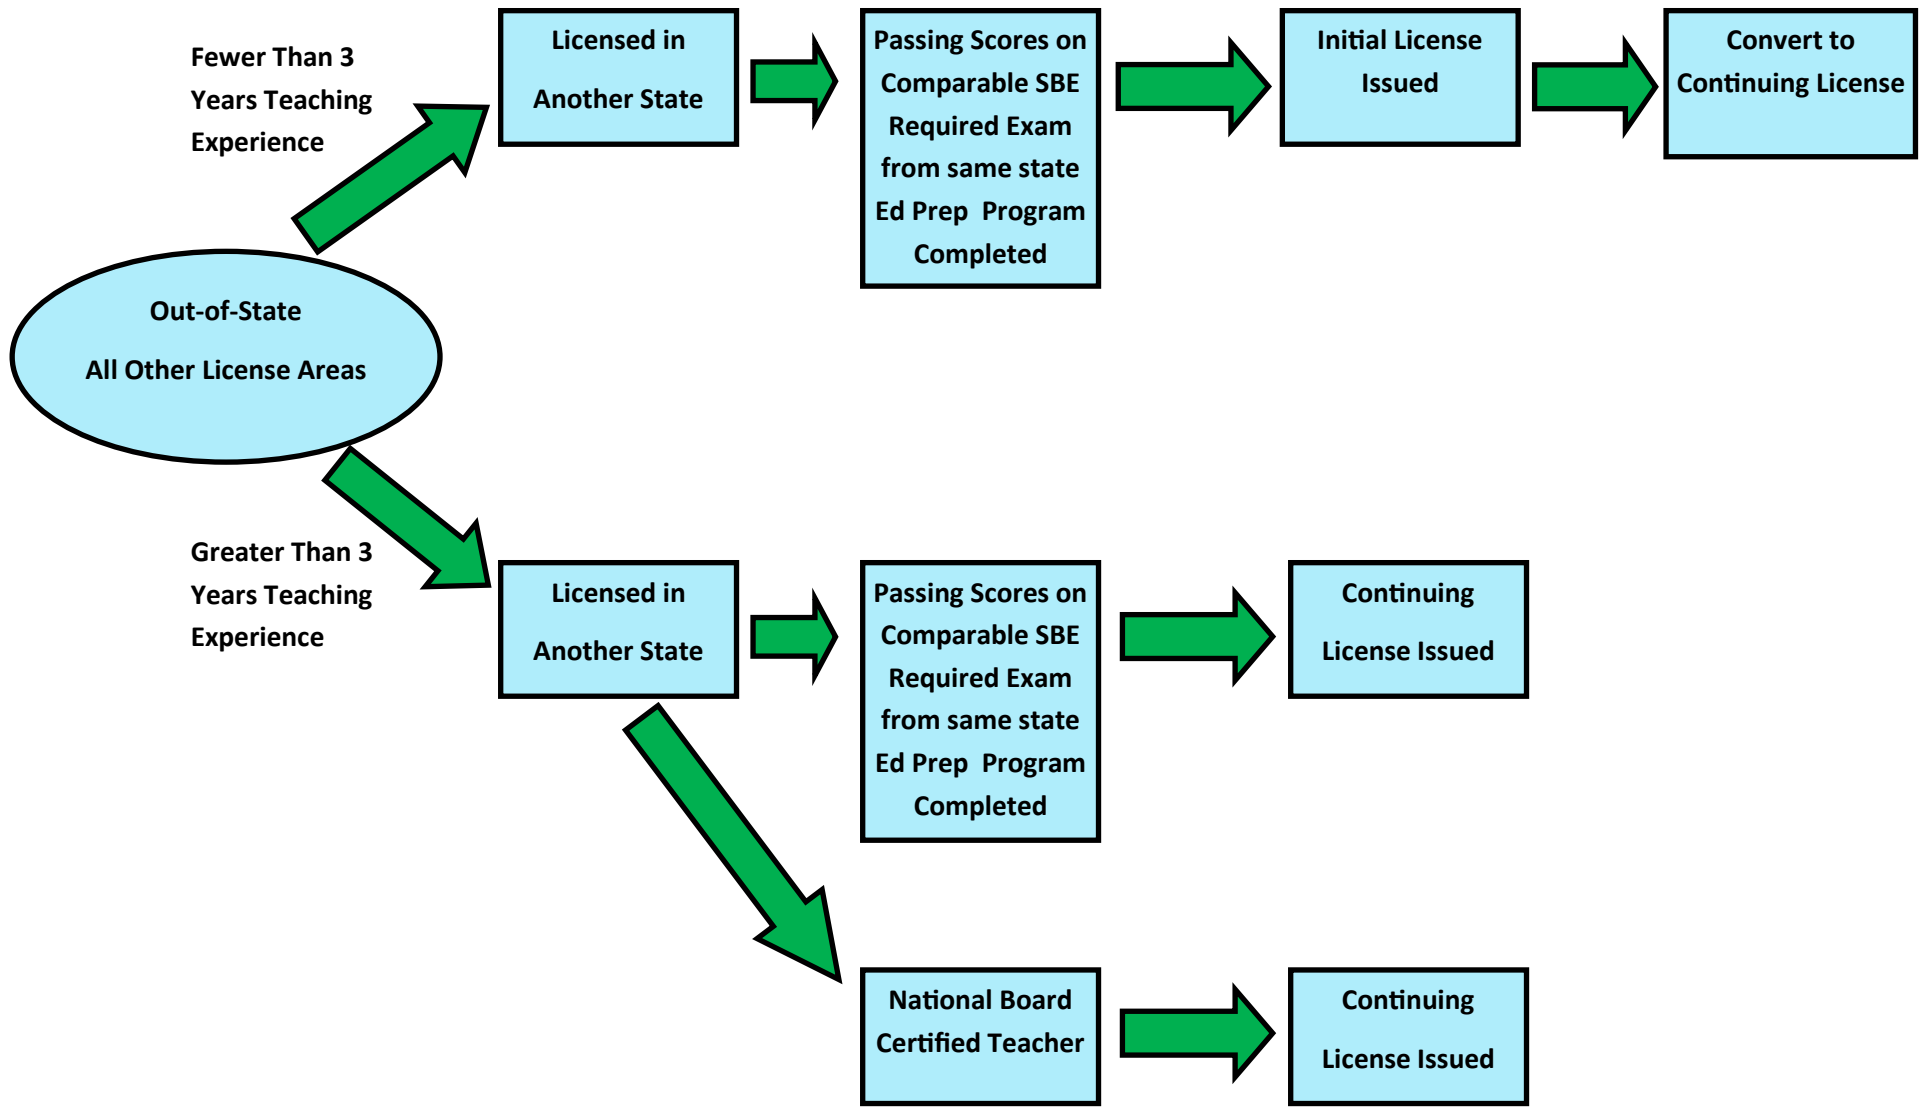 Fewer Than 3
Years Teaching
Experience
Licensed in
Another State
Passing Scores on
Comparable SBE
Required Exam
from same state
Ed Prep  Program
Completed
Initial License
Issued
Convert to
Continuing License
Out-of-State
All Other License Areas
Greater Than 3
Years Teaching
Experience
Licensed in
Another State
Passing Scores on
Comparable SBE
Required Exam
from same state
Ed Prep  Program
Completed
Continuing
License Issued
National Board
Certified Teacher
Continuing
License Issued